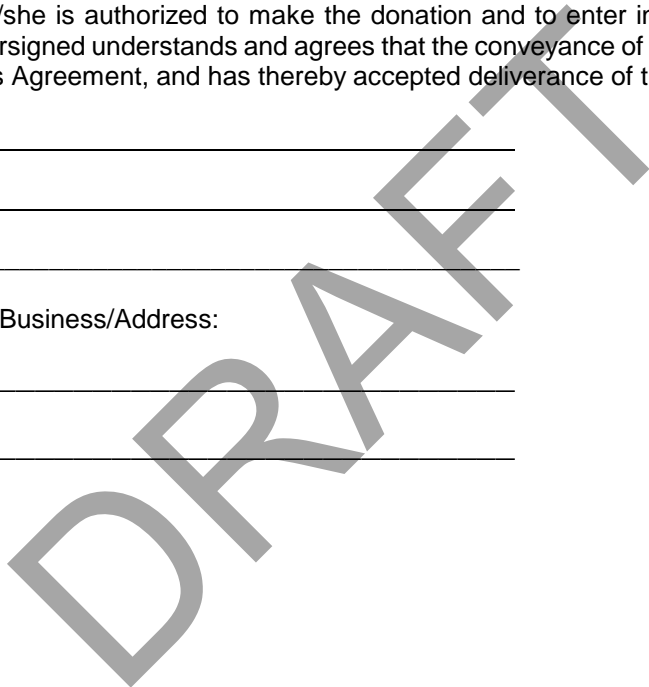 /she is authorized to make the donation and to enter in
rsigned understands and agrees that the conveyance of
s Agreement, and has thereby accepted deliverance of t
Business/Address:
DRAFT